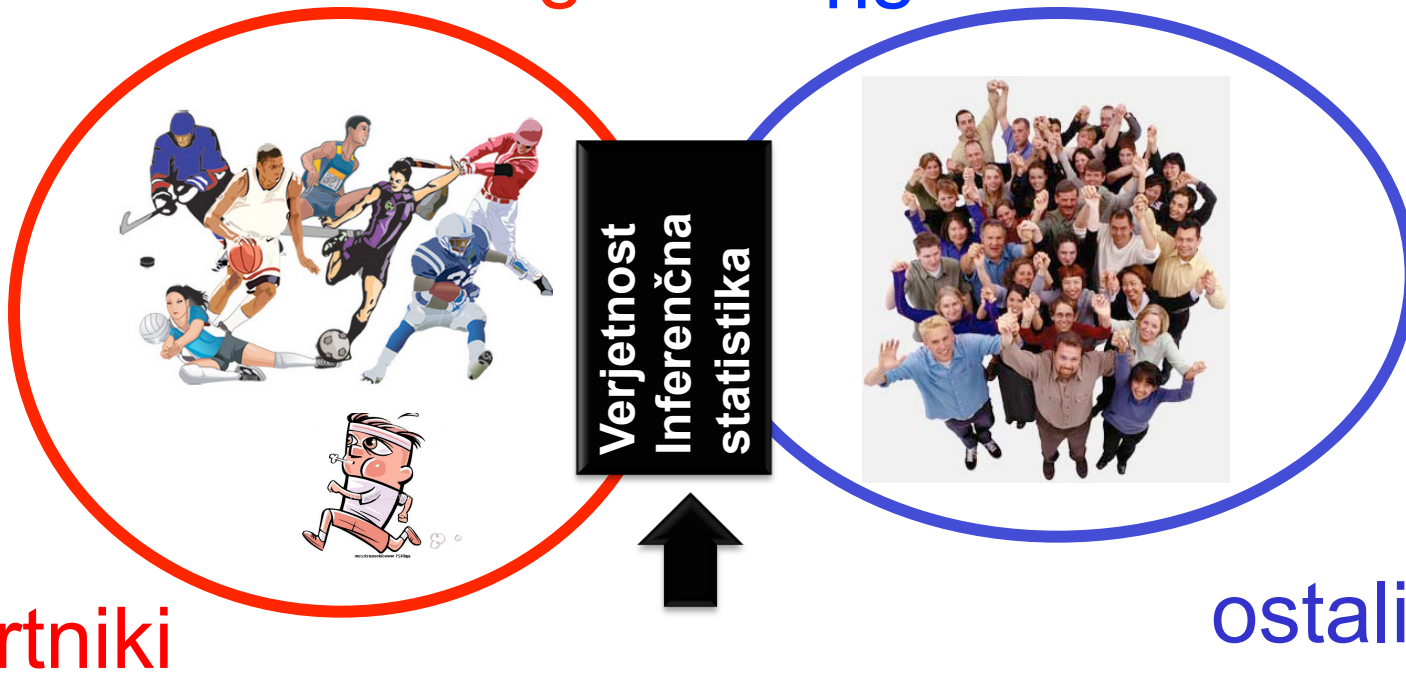 Verjetnost
Inferenčna
statistika
ostali
rtniki